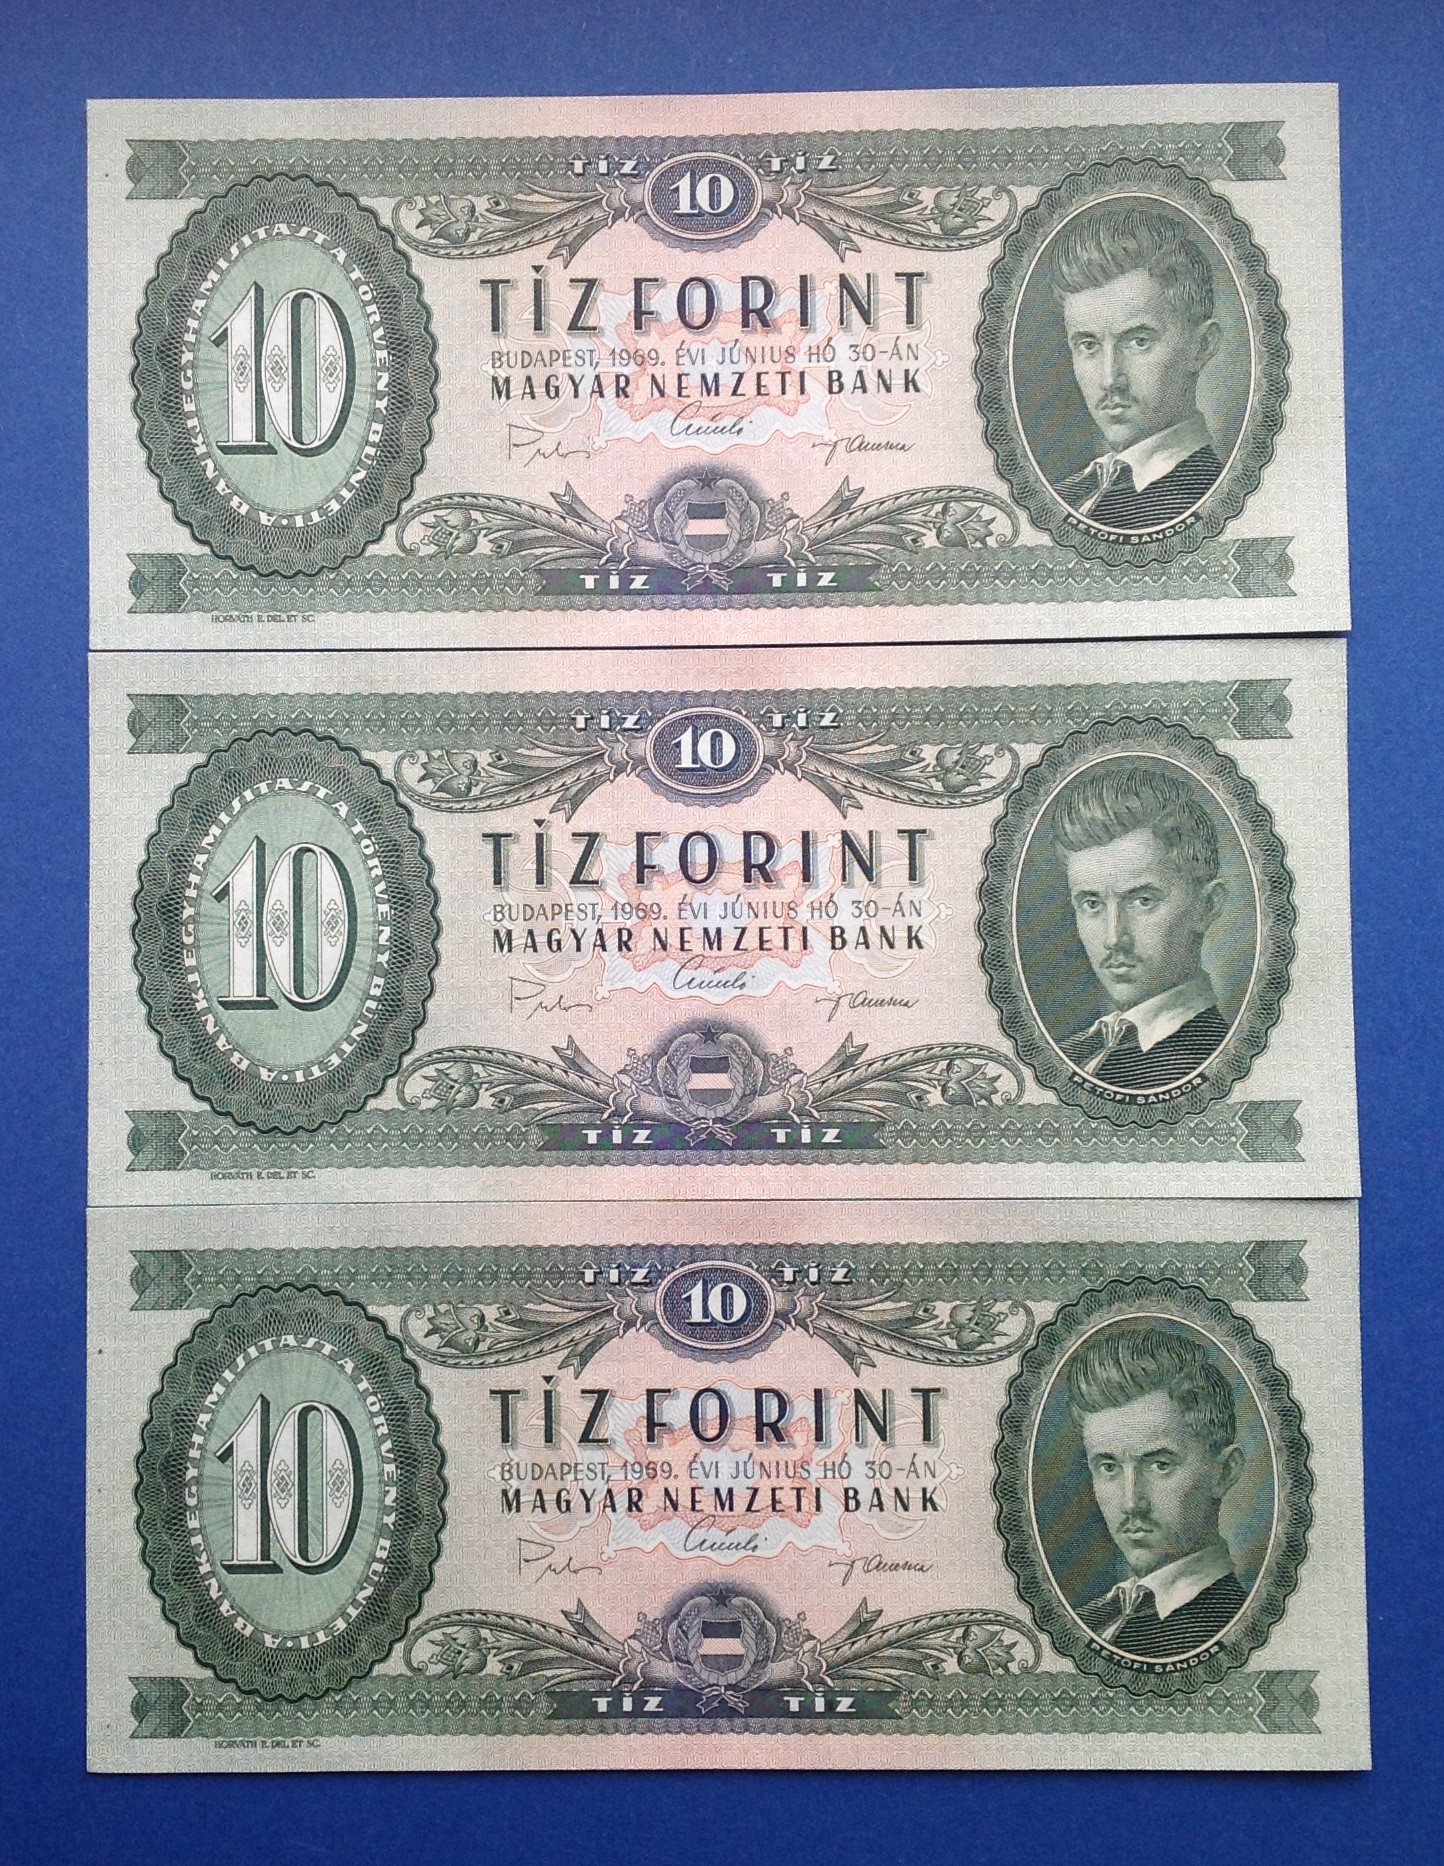 TÍZ 10 TÍZ
10
A BANKJEGYHAMISÍTÁST A TÖRVÉNY BÜNTETI
TÍZ FORINT
BUDAPEST, 1969. ÉVI JÚNIUS HÓ 30-ÁN
MAGYAR NEMZETI BANK
PETŐFI SÁNDOR
TÍZ TÍZ
HORVÁTH E. DEL. ET SC.
TÍZ 10 TÍZ
10
A BANKJEGYHAMISÍTÁST A TÖRVÉNY BÜNTETI
TÍZ FORINT
BUDAPEST, 1969. ÉVI JÚNIUS HÓ 30-ÁN
MAGYAR NEMZETI BANK
PETŐFI SÁNDOR
TÍZ TÍZ
HORVÁTH E. DEL. ET SC.
TÍZ 10 TÍZ
10
A BANKJEGYHAMISÍTÁST A TÖRVÉNY BÜNTETI
TÍZ FORINT
BUDAPEST, 1969. ÉVI JÚNIUS HÓ 30-ÁN
MAGYAR NEMZETI BANK
PETŐFI SÁNDOR
TÍZ TÍZ
HORVÁTH E. DEL. ET SC.